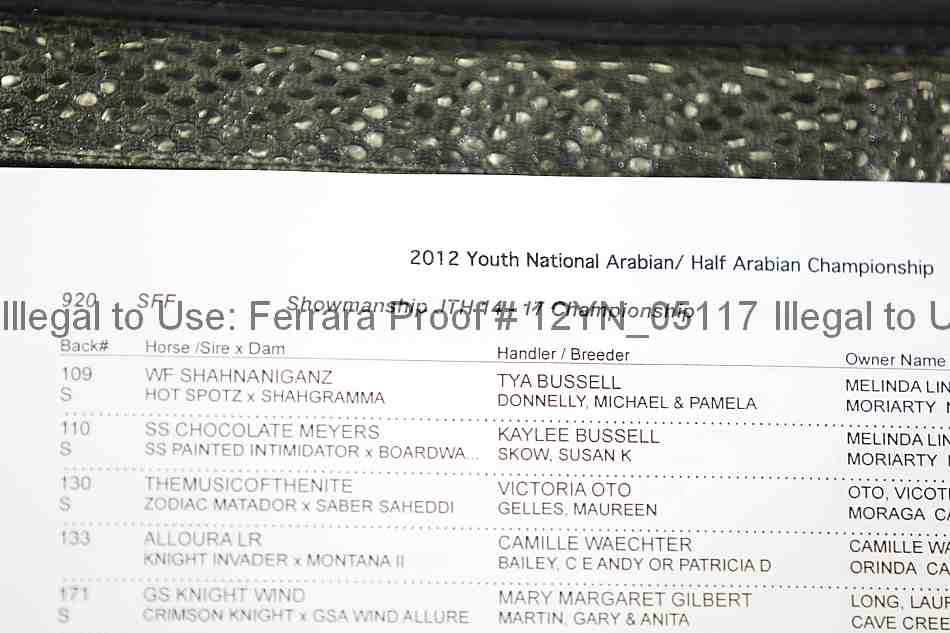 2012 Youth National Arabian/ Half Arabian Championship
920 SFF Showmanship JTH 14 - 17 Championship
Illegal to Use: Ferrara Proof # 12YN_05117 Illegal to U
Back# Horse /Sire x Dam Handler / Breeder Owner Name
109 WF SHAHNANIGANZ TYA BUSSELL MELINDA LIN
S HOT SPOTZ x SHAHGRAMMA DONNELLY, MICHAEL & PAMELA MORIARTY N
110 SS CHOCOLATE MEYERS KAYLEE BUSSELL MELINDA LIN
S SS PAINTED INTIMIDATOR x BOARDWA... SKOW, SUSAN K MORIARTY N
130 THEMUSICOFTHENITE VICTORIA OTO OTO, VICOTI
S ZODIAC MATADOR x SABER SAHEDDI GELLES, MAUREEN MORAGA CA
133 ALLOURA LR CAMILLE WAECHTER CAMILLE WA
KNIGHT INVADER x MONTANA II BAILEY, C E ANDY OR PATRICIA D ORINDA CA
171 GS KNIGHT WIND MARY MARGARET GILBERT LONG, LAUR
S CRIMSON KNIGHT x GSA WIND ALLURE MARTIN, GARY & ANITA CAVE CREE